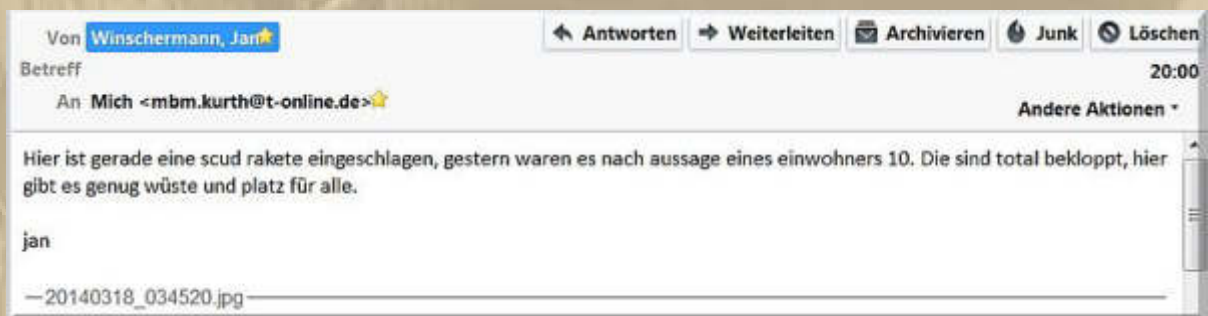 Von Winschermann, Jan
Antworten Weiterleiten Archivieren Junk Löschen
Betreff
20:00
An Mich <mbm.kurth@t-online.de>
Andere Aktionen
Hier ist gerade eine scud rakete eingeschlagen, gestern waren es nach aussage eines einwohners 10. Die sind total bekloppt, hier
gibt es genug wüste und platz für alle.
jan
20140318_034520.jpg